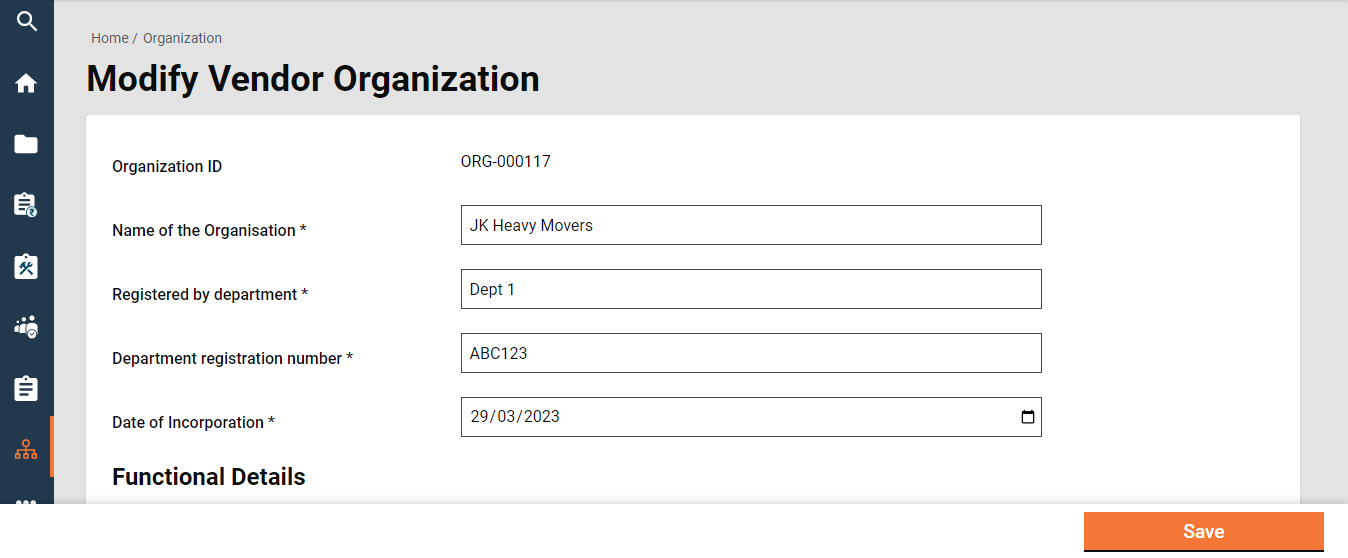 Home / Organization
Modify Vendor Organization
Organization ID ORG-000117
Name of the Organisation * JK Heavy Movers
Registered by department * Dept 1
Department registration number * ABC123
Date of Incorporation * 29/03/2023
Functional Details
Save